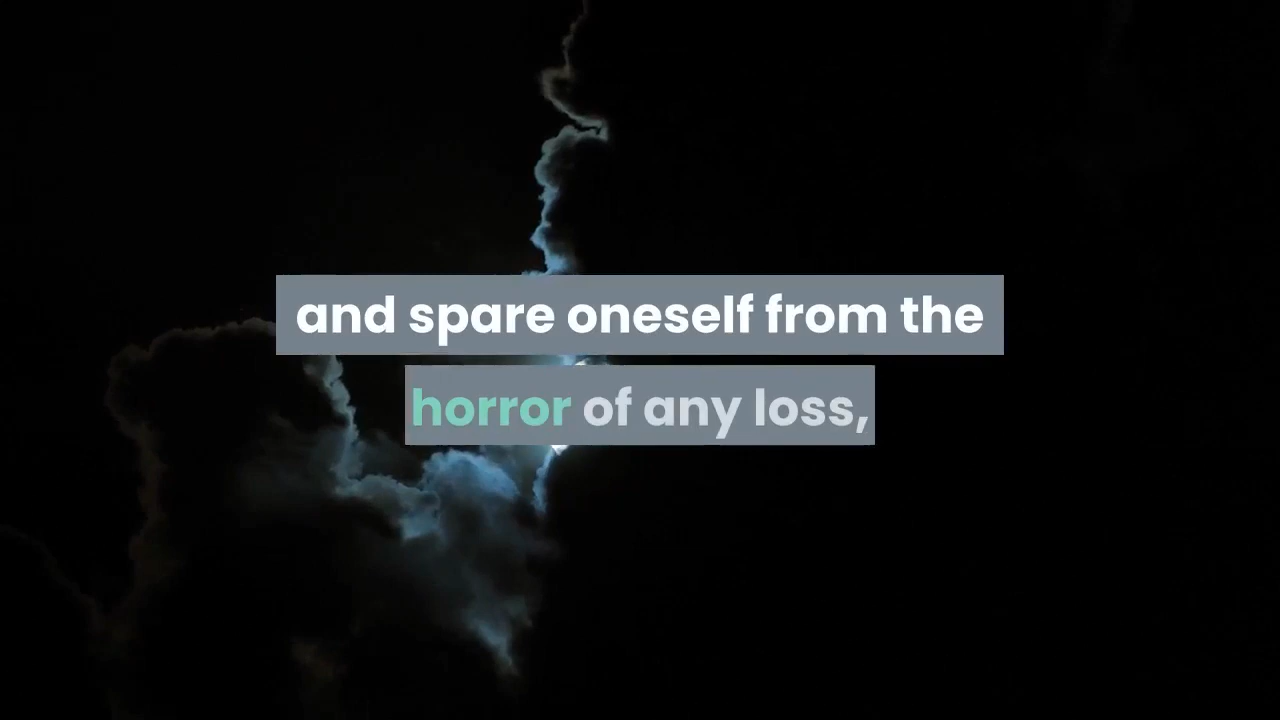 and spare oneself from the
horror of any loss,